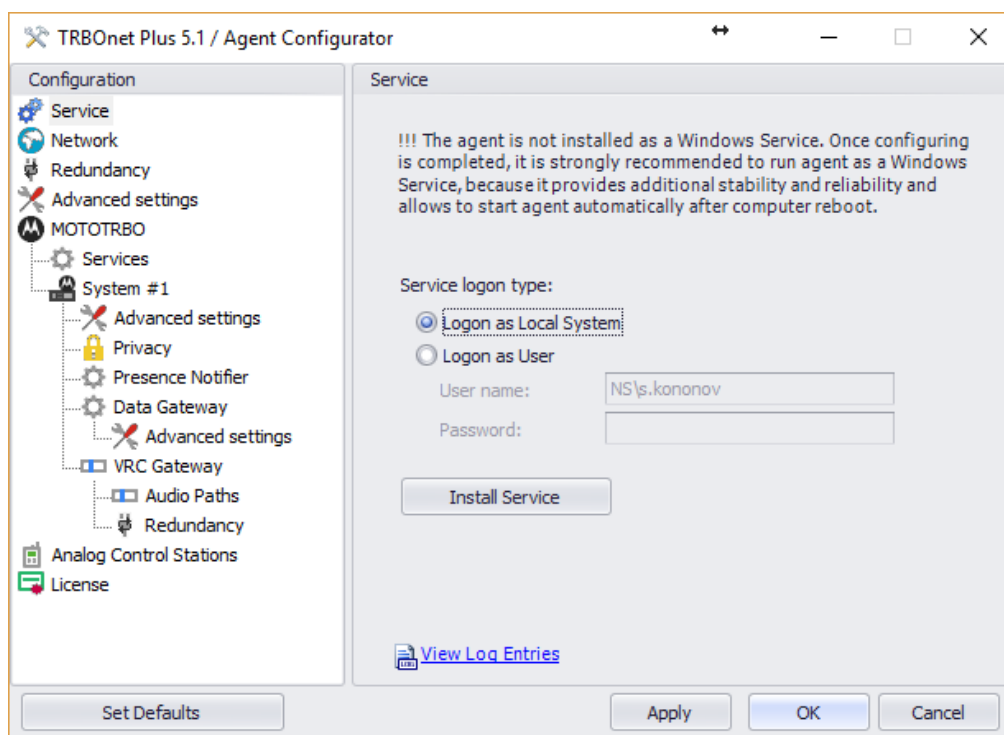 TRBOnet Plus 5.1 / Agent Configurator
Configuration
Service
Network
Redundancy
Advanced settings
MOTOTRBO
Services
System #1
Advanced settings
Privacy
Presence Notifier
Data Gateway
Advanced settings
VRC Gateway
Audio Paths
Redundancy
Analog Control Stations
License
Service
!!! The agent is not installed as a Windows Service. Once configuring
is completed, it is strongly recommended to run agent as a Windows
Service, because it provides additional stability and reliability and
allows to start agent automatically after computer reboot.
Service logon type:
Logon as Local System
Logon as User
User name: NS\s.kononov
Password:
Install Service
LOG
View Log Entries
Set Defaults
Apply
OK
Cancel